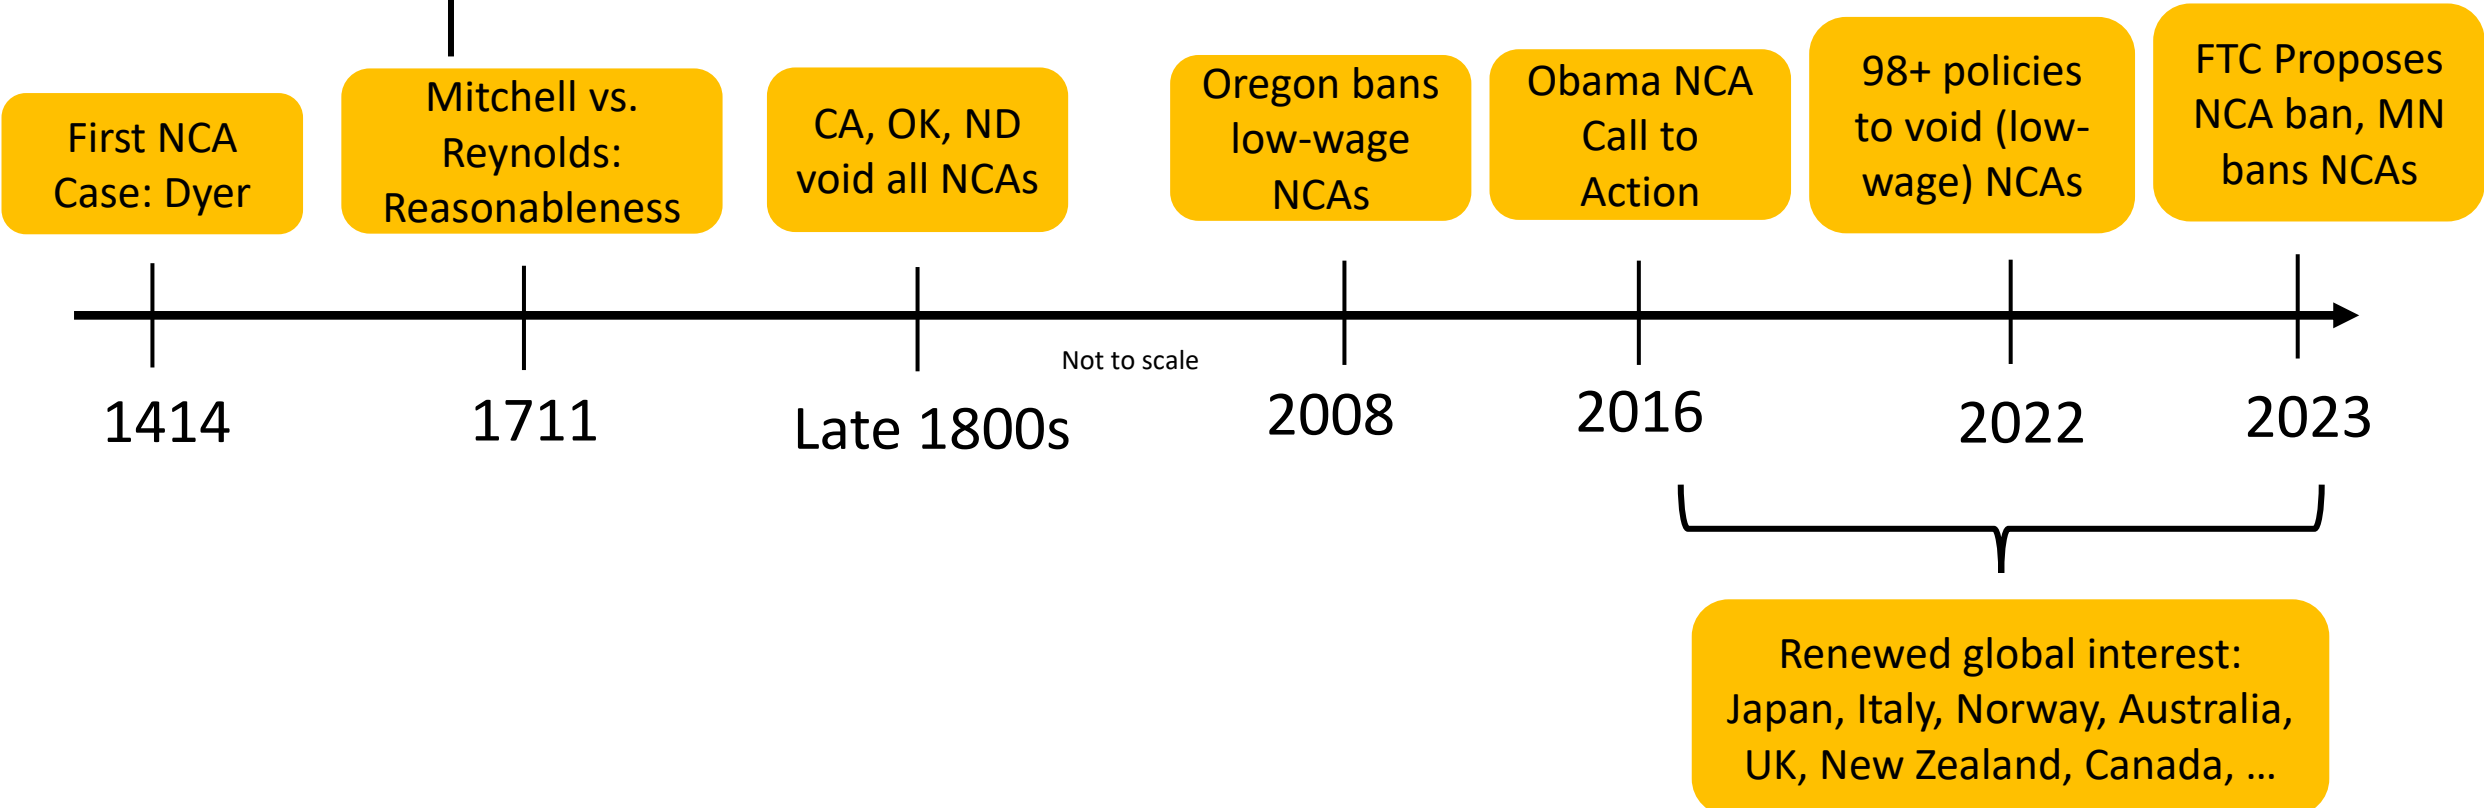 First NCA
Case: Dyer
Mitchell vs.
Reynolds:
Reasonableness
CA, OK, ND
void all NCAs
Oregon bans
low-wage
NCAs
Obama NCA
Call to
Action
98+ policies
to void (low-
wage) NCAs
FTC Proposes
NCA ban, MN
bans NCAs
Not to scale
1414
1711
Late 1800s
2008
2016
2022
2023
Renewed global interest:
Japan, Italy, Norway, Australia,
UK, New Zealand, Canada, ...